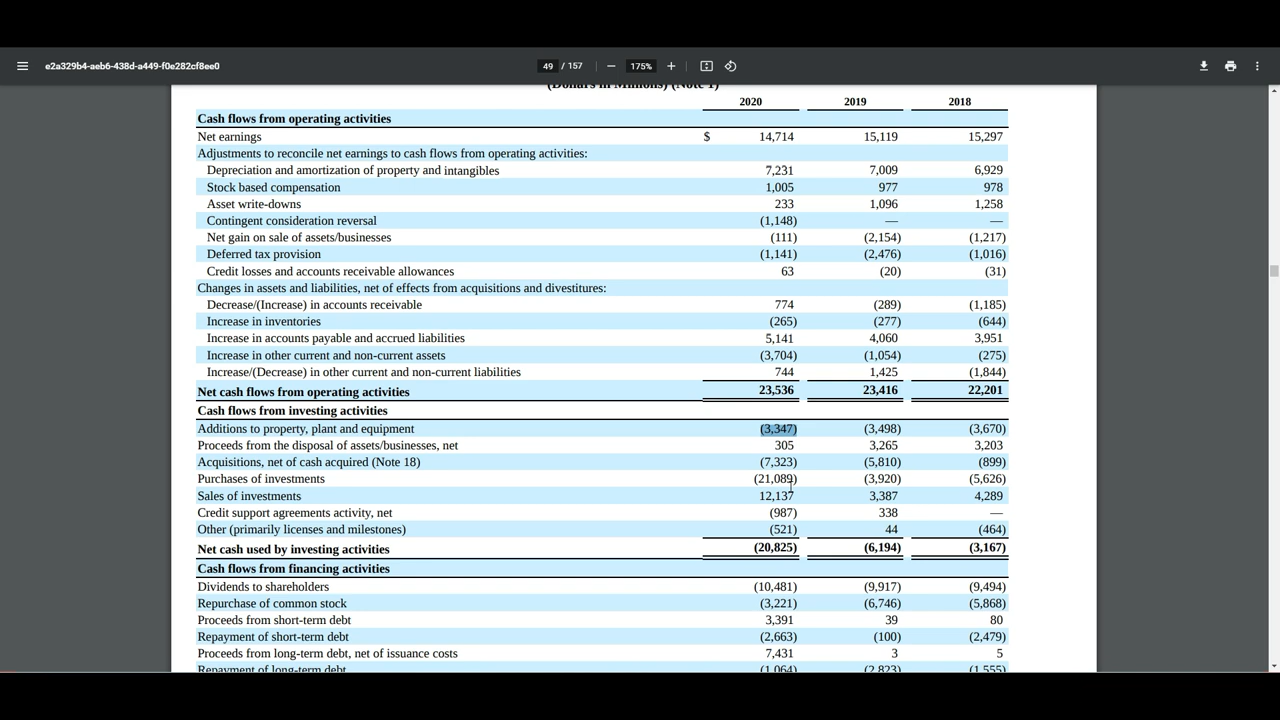 e2a329b4-aeb6-438d-a449-f0e282cf8ee0 49 / 157 175%
(Dollars in Millions) (Note 1)
2020 2019 2018
Cash flows from operating activities
Net earnings $ 14,714 15,119 15,297
Adjustments to reconcile net earnings to cash flows from operating activities:
Depreciation and amortization of property and intangibles 7,231 7,009 6,929
Stock based compensation 1,005 977 978
Asset write-downs 233 1,096 1,258
Contingent consideration reversal (1,148) — —
Net gain on sale of assets/businesses (111) (2,154) (1,217)
Deferred tax provision (1,141) (2,476) (1,016)
Credit losses and accounts receivable allowances 63 (20) (31)
Changes in assets and liabilities, net of effects from acquisitions and divestitures:
Decrease/(Increase) in accounts receivable 774 (289) (1,185)
Increase in inventories (265) (277) (644)
Increase in accounts payable and accrued liabilities 5,141 4,060 3,951
Increase in other current and non-current assets (3,704) (1,054) (275)
Increase/(Decrease) in other current and non-current liabilities 744 1,425 (1,844)
Net cash flows from operating activities 23,536 23,416 22,201
Cash flows from investing activities
Additions to property, plant and equipment (3,347) (3,498) (3,670)
Proceeds from the disposal of assets/businesses, net 305 3,265 3,203
Acquisitions, net of cash acquired (Note 18) (7,323) (5,810) (899)
Purchases of investments (21,089) (3,920) (5,626)
Sales of investments 12,137 3,387 4,289
Credit support agreements activity, net (987) 338 —
Other (primarily licenses and milestones) (521) 44 (464)
Net cash used by investing activities (20,825) (6,194) (3,167)
Cash flows from financing activities
Dividends to shareholders (10,481) (9,917) (9,494)
Repurchase of common stock (3,221) (6,746) (5,868)
Proceeds from short-term debt 3,391 39 80
Repayment of short-term debt (2,663) (100) (2,479)
Proceeds from long-term debt, net of issuance costs 7,431 3 5
Repayment of long-term debt (1,064) (2,823) (1,555)